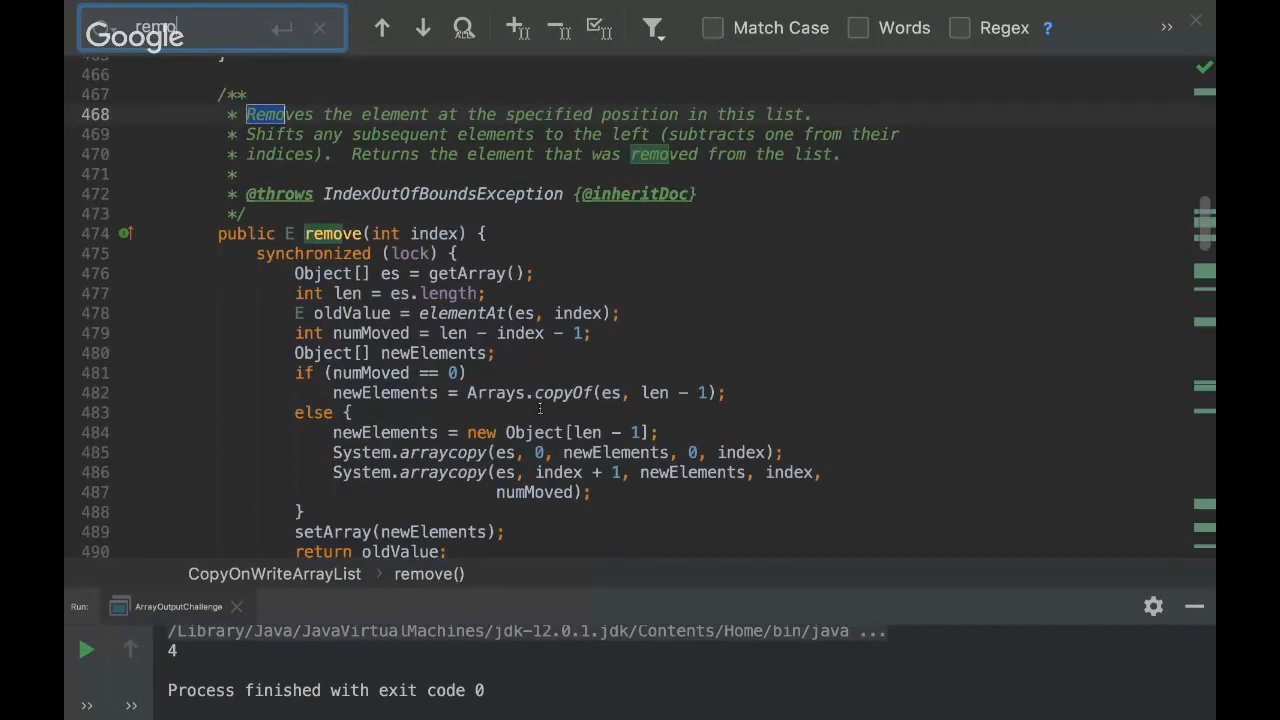 remo
Google
Match Case
Words
Regex ?
>>
465 }
466
467 /**
468 * Removes the element at the specified position in this list.
469 * Shifts any subsequent elements to the left (subtracts one from their
470 * indices).  Returns the element that was removed from the list.
471 *
472 * @throws IndexOutOfBoundsException {@inheritDoc}
473 */
474 public E remove(int index) {
475 synchronized (lock) {
476 Object[] es = getArray();
477 int len = es.length;
478 E oldValue = elementAt(es, index);
479 int numMoved = len - index - 1;
480 Object[] newElements;
481 if (numMoved == 0)
482 newElements = Arrays.copyOf(es, len - 1);
483 else {
484 newElements = new Object[len - 1];
485 System.arraycopy(es, 0, newElements, 0, index);
486 System.arraycopy(es, index + 1, newElements, index,
487 numMoved);
488 }
489 setArray(newElements);
490 return oldValue;
CopyOnWriteArrayList > remove()
Run: ArrayOutputChallenge
/Library/Java/JavaVirtualMachines/jdk-12.0.1.jdk/Contents/Home/bin/java ...
4
Process finished with exit code 0
>> >>